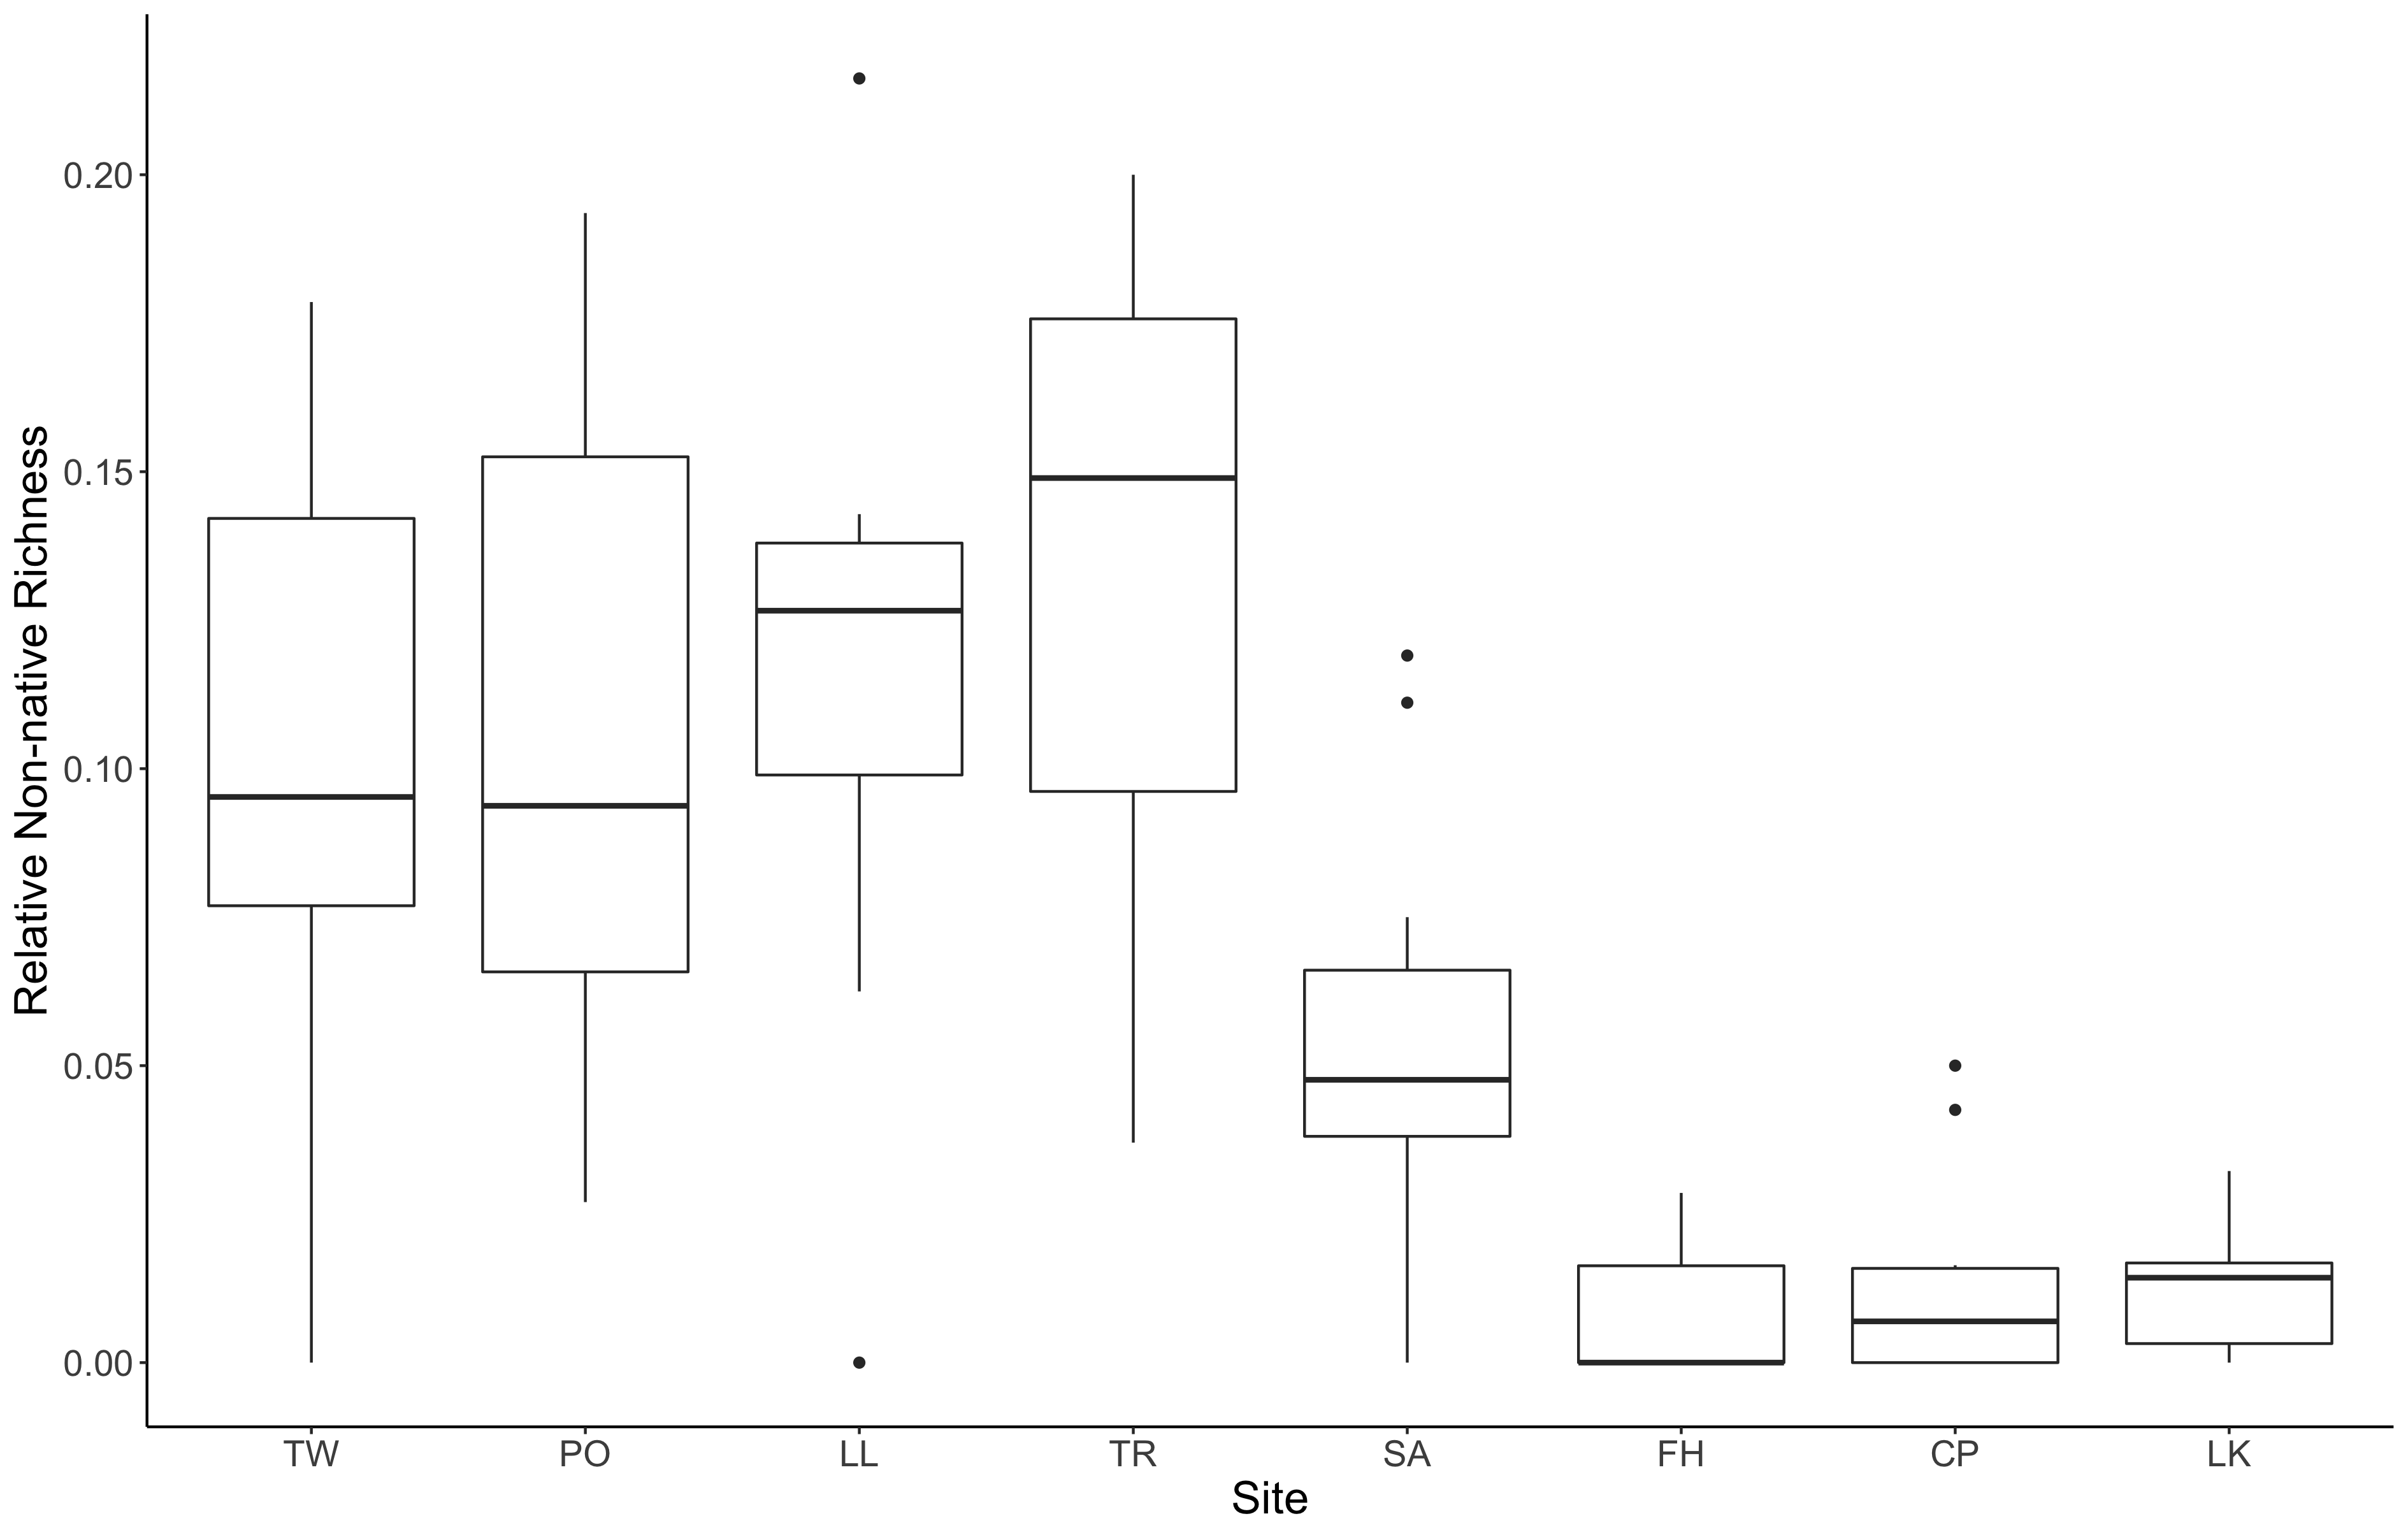 Relative Non-native Richness
0.20
0.15
0.10
0.05
0.00
TW PO LL TR SA FH CP LK
Site